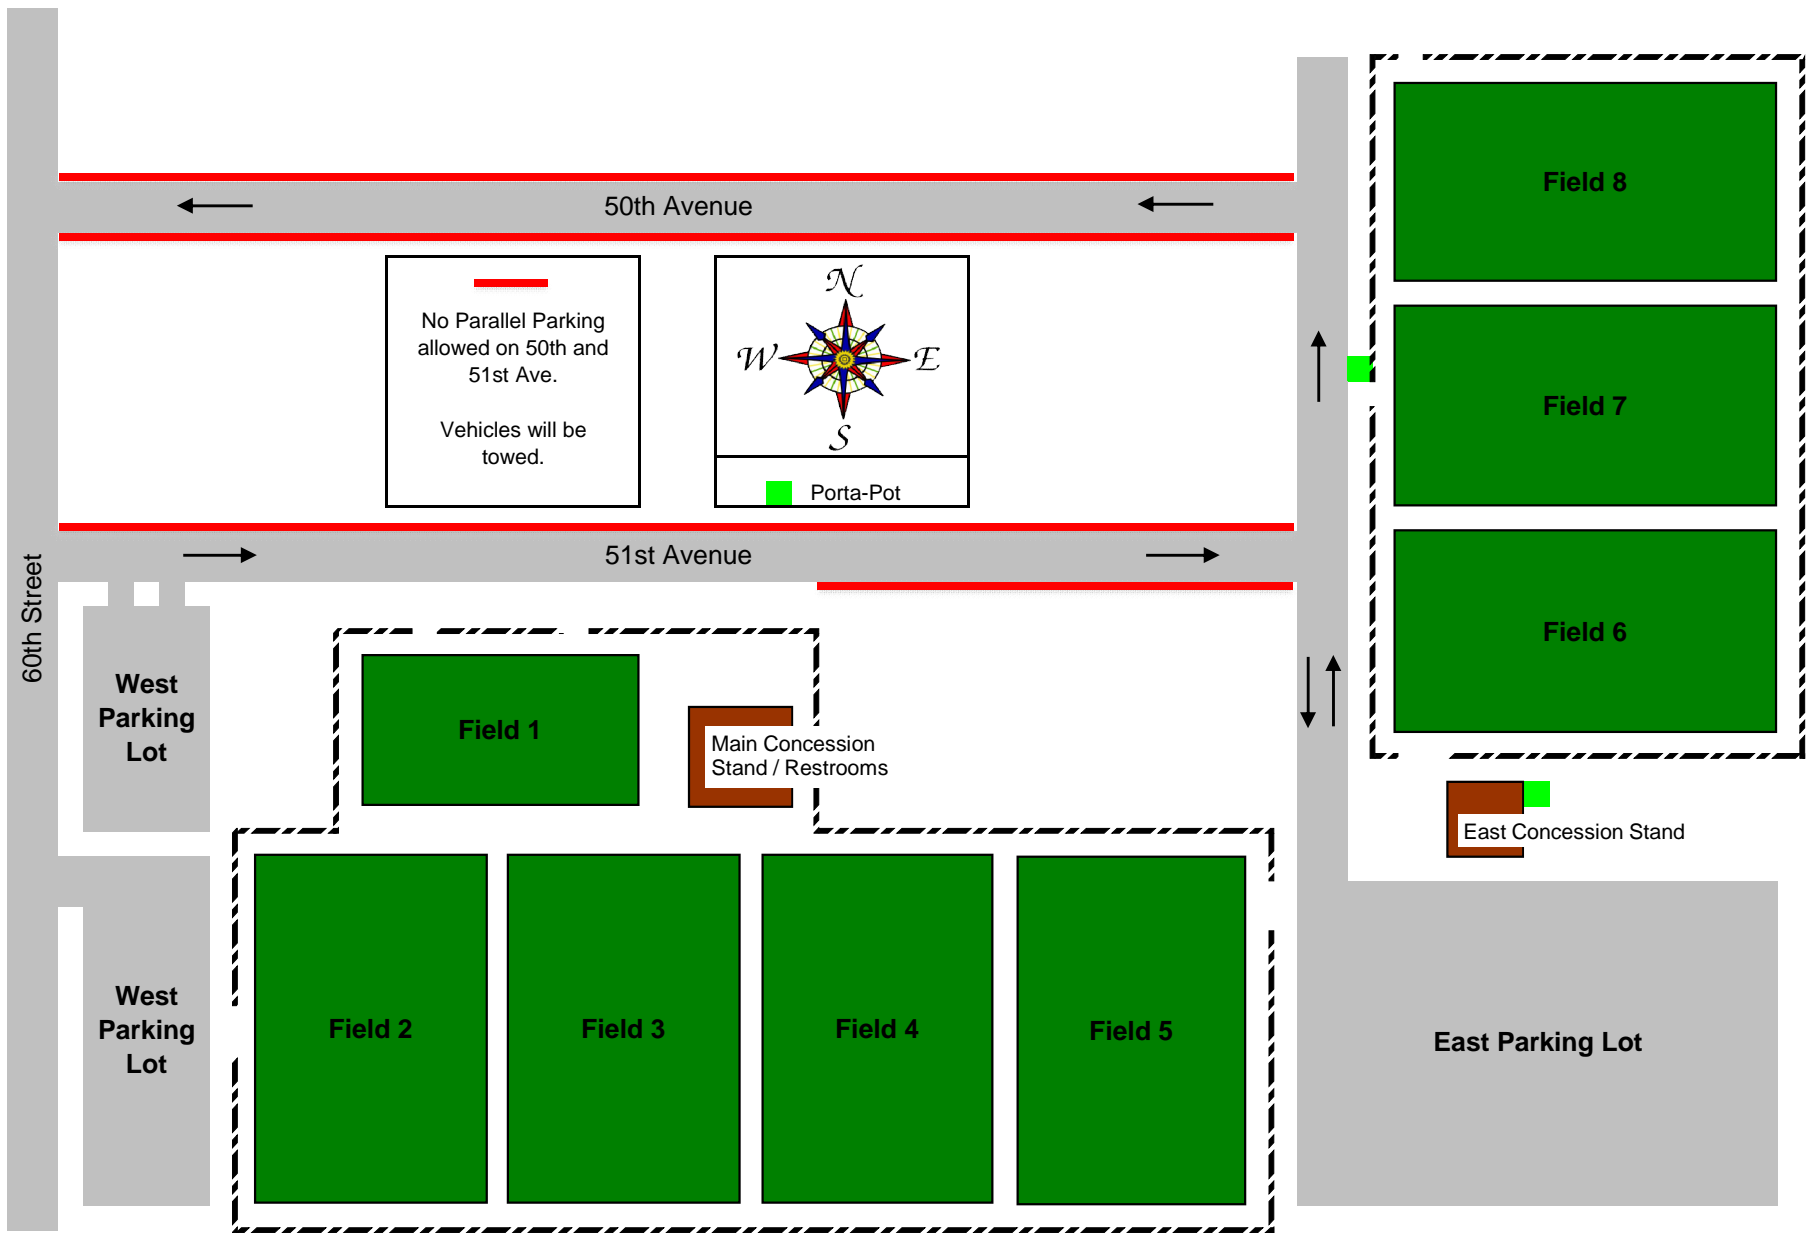 Field 8
50th Avenue
No Parallel Parking
allowed on 50th and
51st Ave.
Vehicles will be
towed.
N
W
E
S
Porta-Pot
Field 7
51st Avenue
60th Street
Field 6
West
Parking
Lot
Field 1
Main Concession
Stand / Restrooms
East Concession Stand
West
Parking
Lot
Field 2
Field 3
Field 4
Field 5
East Parking Lot